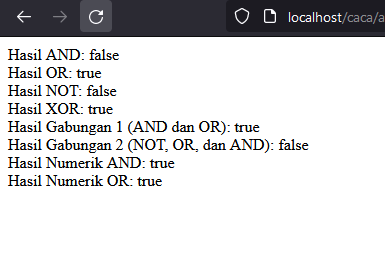 localhost/caca/a
Hasil AND: false
Hasil OR: true
Hasil NOT: false
Hasil XOR: true
Hasil Gabungan 1 (AND dan OR): true
Hasil Gabungan 2 (NOT, OR, dan AND): false
Hasil Numerik AND: true
Hasil Numerik OR: true